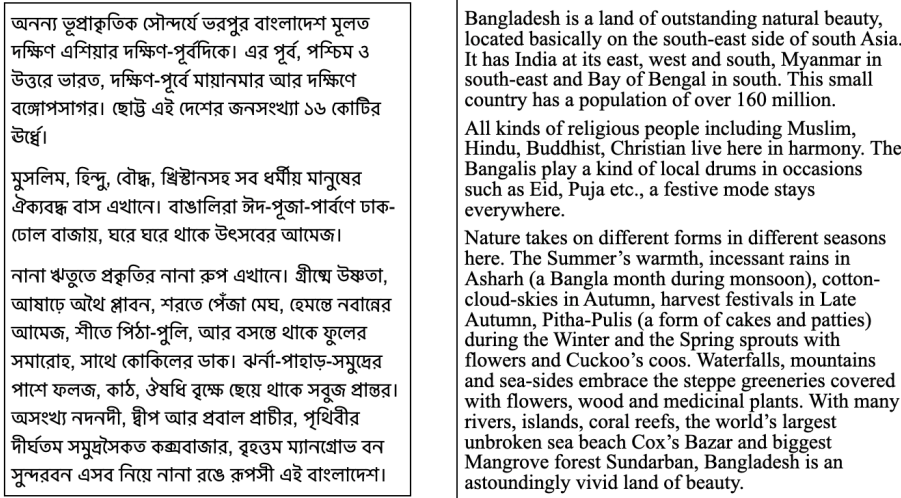 অনন্য ভূপ্রাকৃতিক সৌন্দর্যে ভরপুর বাংলাদেশ মূলত
দক্ষিণ এশিয়ার দক্ষিণ-পূর্বদিকে। এর পূর্ব, পশ্চিম ও
উত্তরে ভারত, দক্ষিণ-পূর্বে মায়ানমার আর দক্ষিণে
বঙ্গোপসাগর। ছোট্ট এই দেশের জনসংখ্যা ১৬ কোটির
ঊর্ধ্বে।
মুসলিম, হিন্দু, বৌদ্ধ, খ্রিস্টানসহ সব ধর্মীয় মানুষের
ঐক্যবদ্ধ বাস এখানে। বাঙালিরা ঈদ-পূজা-পার্বণে ঢাক-
ঢোল বাজায়, ঘরে ঘরে থাকে উৎসবের আমেজ।
নানা ঋতুতে প্রকৃতির নানা রুপ এখানে। গ্রীষ্মে উষ্ণতা,
আষাঢ়ে অথৈ প্লাবন, শরতে পেঁজা মেঘ, হেমন্তে নবান্নের
আমেজ, শীতে পিঠা-পুলি, আর বসন্তে থাকে ফুলের
সমারোহ, সাথে কোকিলের ডাক। ঝর্না-পাহাড়-সমুদ্রের
পাশে ফলজ, কাঠ, ঔষধি বৃক্ষে ছেয়ে থাকে সবুজ প্রান্তর।
অসংখ্য নদনদী, দ্বীপ আর প্রবাল প্রাচীর, পৃথিবীর
দীর্ঘতম সমুদ্রসৈকত কক্সবাজার, বৃহত্তম ম্যানগ্রোভ বন
সুন্দরবন এসব নিয়ে নানা রঙে রূপসী এই বাংলাদেশ।
Bangladesh is a land of outstanding natural beauty,
located basically on the south-east side of south Asia.
It has India at its east, west and south, Myanmar in
south-east and Bay of Bengal in south. This small
country has a population of over 160 million.
All kinds of religious people including Muslim,
Hindu, Buddhist, Christian live here in harmony. The
Bangalis play a kind of local drums in occasions
such as Eid, Puja etc., a festive mode stays
everywhere.
Nature takes on different forms in different seasons
here. The Summer’s warmth, incessant rains in
Asharh (a Bangla month during monsoon), cotton-
cloud-skies in Autumn, harvest festivals in Late
Autumn, Pitha-Pulis (a form of cakes and patties)
during the Winter and the Spring sprouts with
flowers and Cuckoo’s coos. Waterfalls, mountains
and sea-sides embrace the steppe greeneries covered
with flowers, wood and medicinal plants. With many
rivers, islands, coral reefs, the world’s largest
unbroken sea beach Cox’s Bazar and biggest
Mangrove forest Sundarban, Bangladesh is an
astoundingly vivid land of beauty.